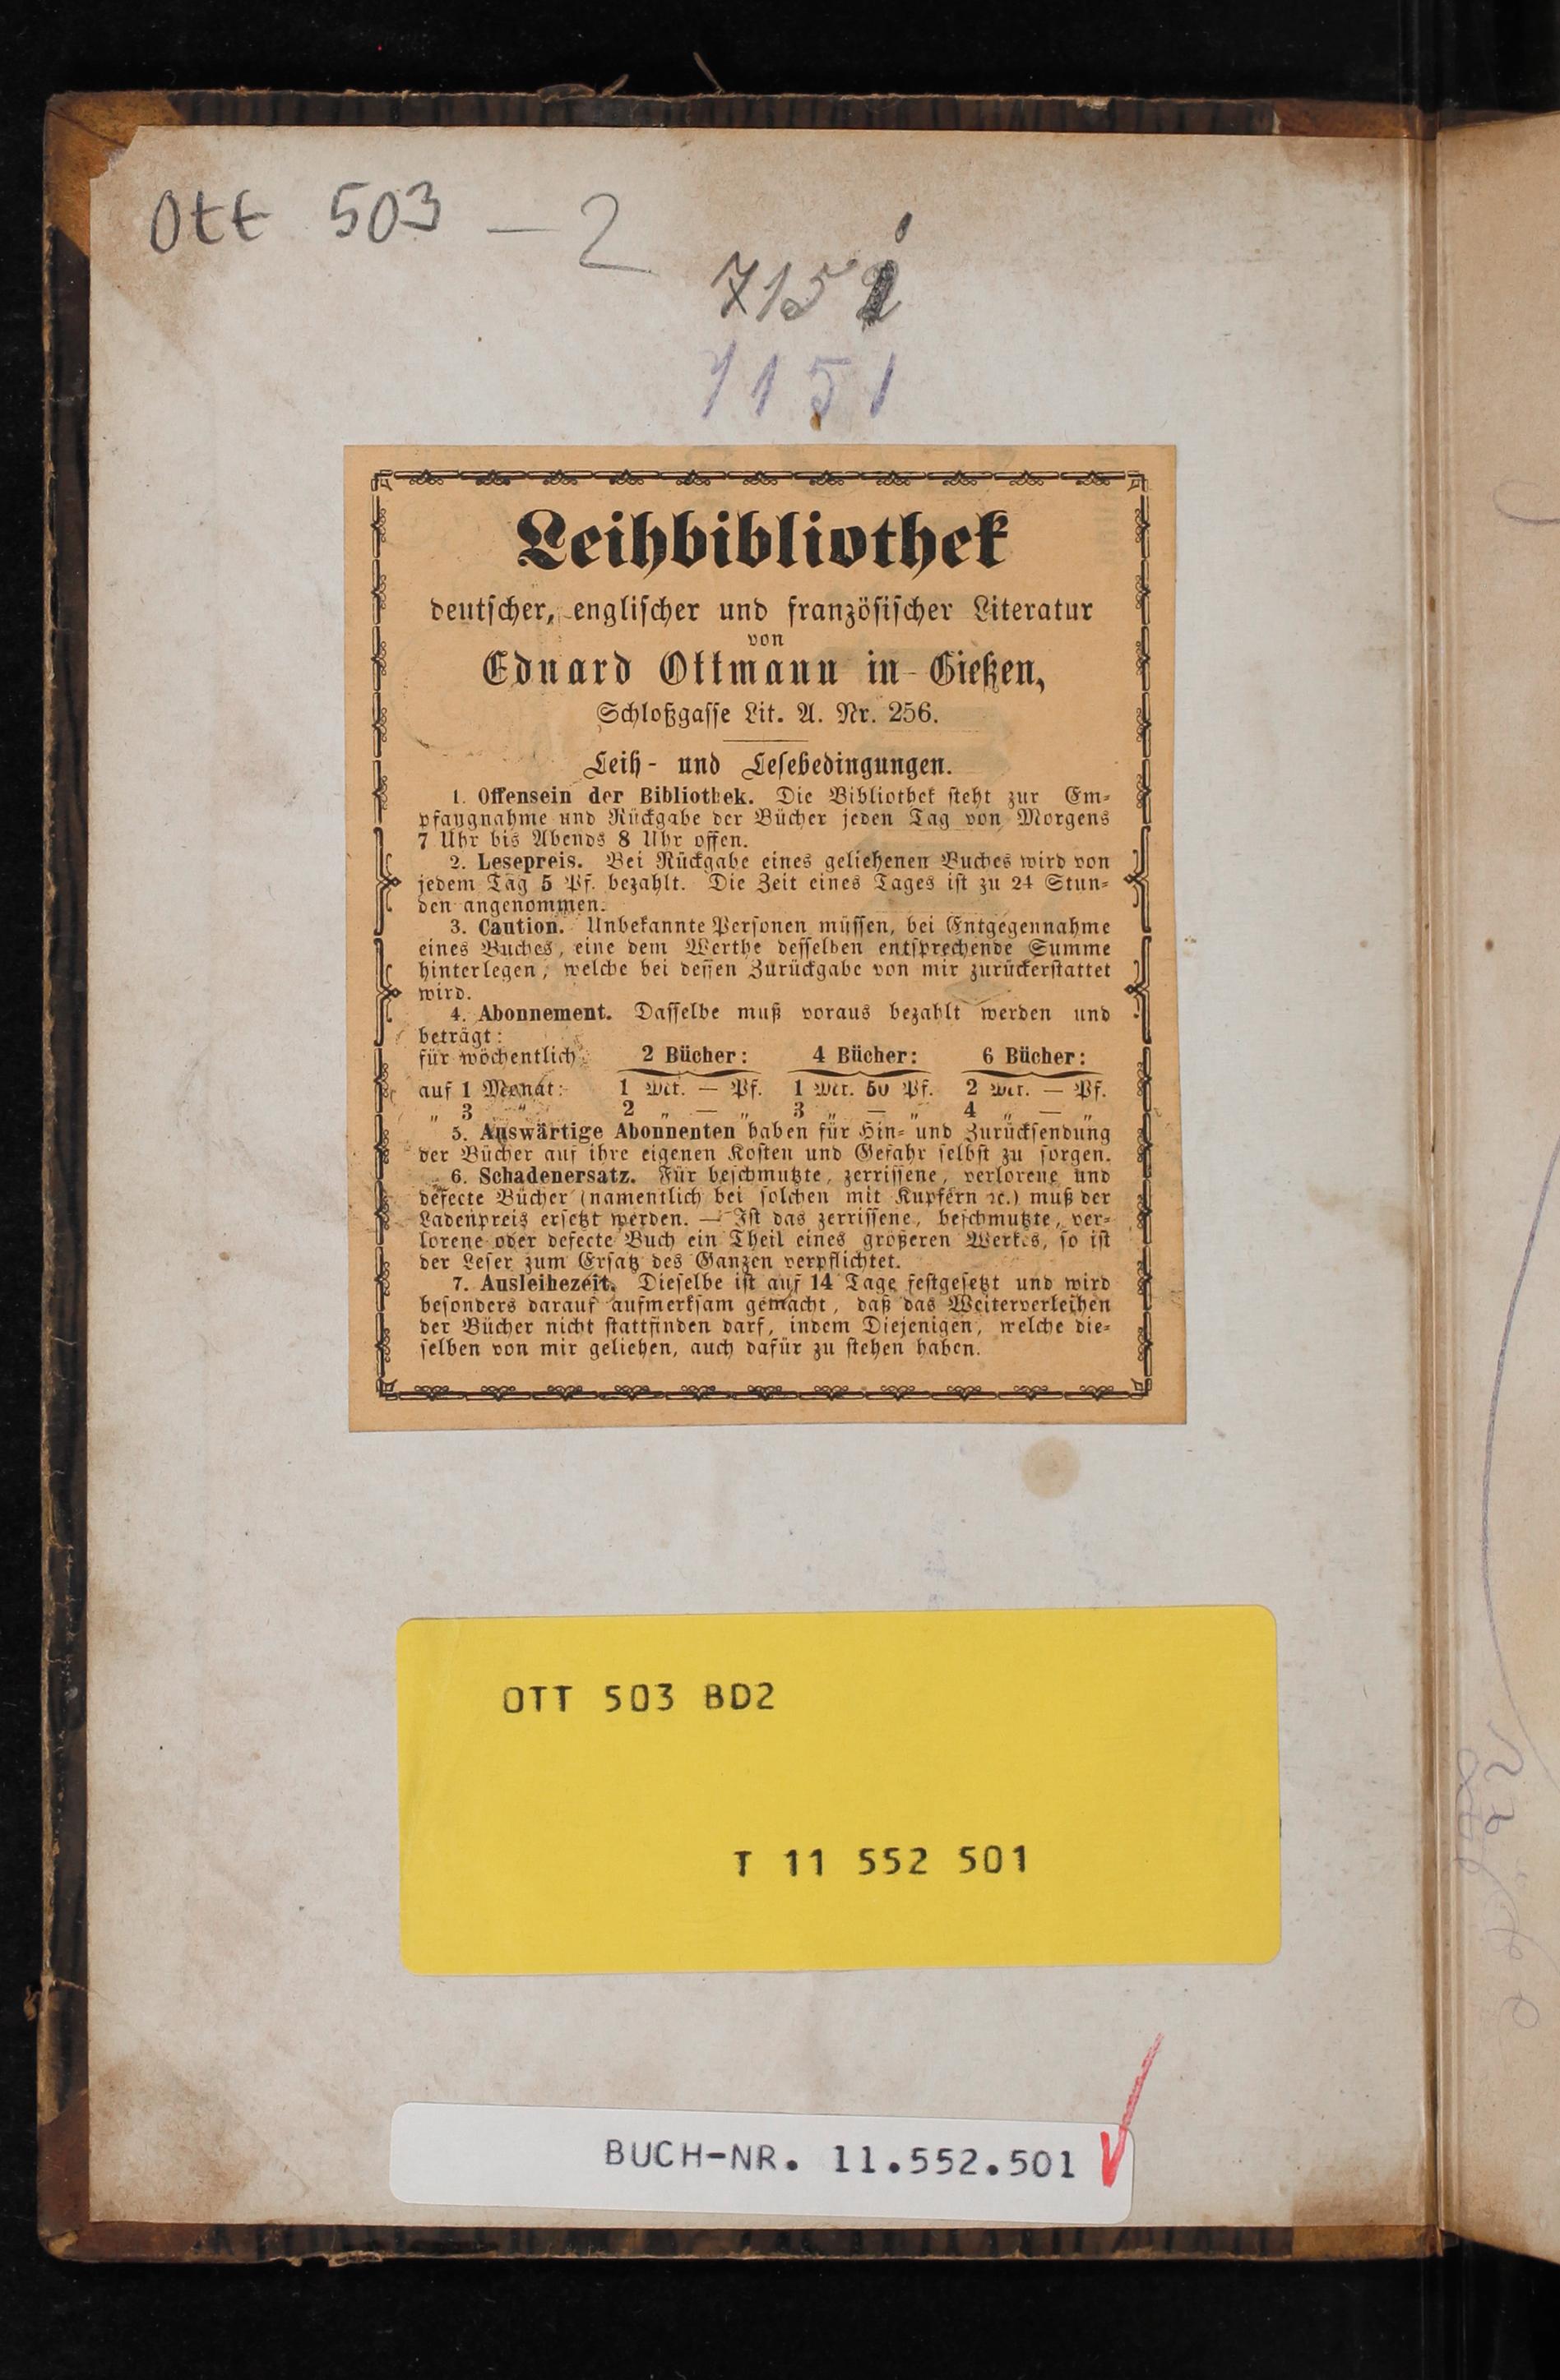 Ott 503 — 2
715
1151
Leihbibliothek
deutscher, englischer und französischer Literatur
von
Eduard Ottmann in Gießen,
Schloßgasse Lit. A. Nr. 256.
Leih- und Lesebedingungen.
1. Offensein der Bibliothek. Die Bibliothek steht zur Em-
pfangnahme und Rückgabe der Bücher jeden Tag von Morgens
7 Uhr bis Abends 8 Uhr offen.
2. Lesepreis. Bei Rückgabe eines geliehenen Buches wird von
jedem Tag 5 Pf. bezahlt. Die Zeit eines Tages ist zu 24 Stun-
den angenommen.
3. Caution. Unbekannte Personen müssen, bei Entgegennahme
eines Buches, eine dem Werthe desselben entsprechende Summe
hinterlegen, welche bei dessen Zurückgabe von mir zurückerstattet
wird.
4. Abonnement. Dasselbe muß voraus bezahlt werden und
beträgt:
für wöchentlich 2 Bücher: 4 Bücher: 6 Bücher:
auf 1 Monat: 1 Mk. — Pf. 1 Mk. 50 Pf. 2 Mk. — Pf.
„ 3 „ 2 „ — „ 3 „ — „ 4 „ — „
5. Auswärtige Abonnenten haben für Hin- und Zurücksendung
der Bücher auf ihre eigenen Kosten und Gefahr selbst zu sorgen.
6. Schadenersatz. Für beschmutzte, zerrissene, verlorene und
defecte Bücher (namentlich bei solchen mit Kupfern ꝛc.) muß der
Ladenpreis ersetzt werden. — Ist das zerrissene, beschmutzte, ver-
lorene oder defecte Buch ein Theil eines größeren Werkes, so ist
der Leser zum Ersatz des Ganzen verpflichtet.
7. Ausleihezeit. Dieselbe ist auf 14 Tage festgesetzt und wird
besonders darauf aufmerksam gemacht, daß das Weiterverleihen
der Bücher nicht stattfinden darf, indem Diejenigen, welche die-
selben von mir geliehen, auch dafür zu stehen haben.
OTT 503 BD2
T 11 552 501
BUCH-NR. 11.552.501